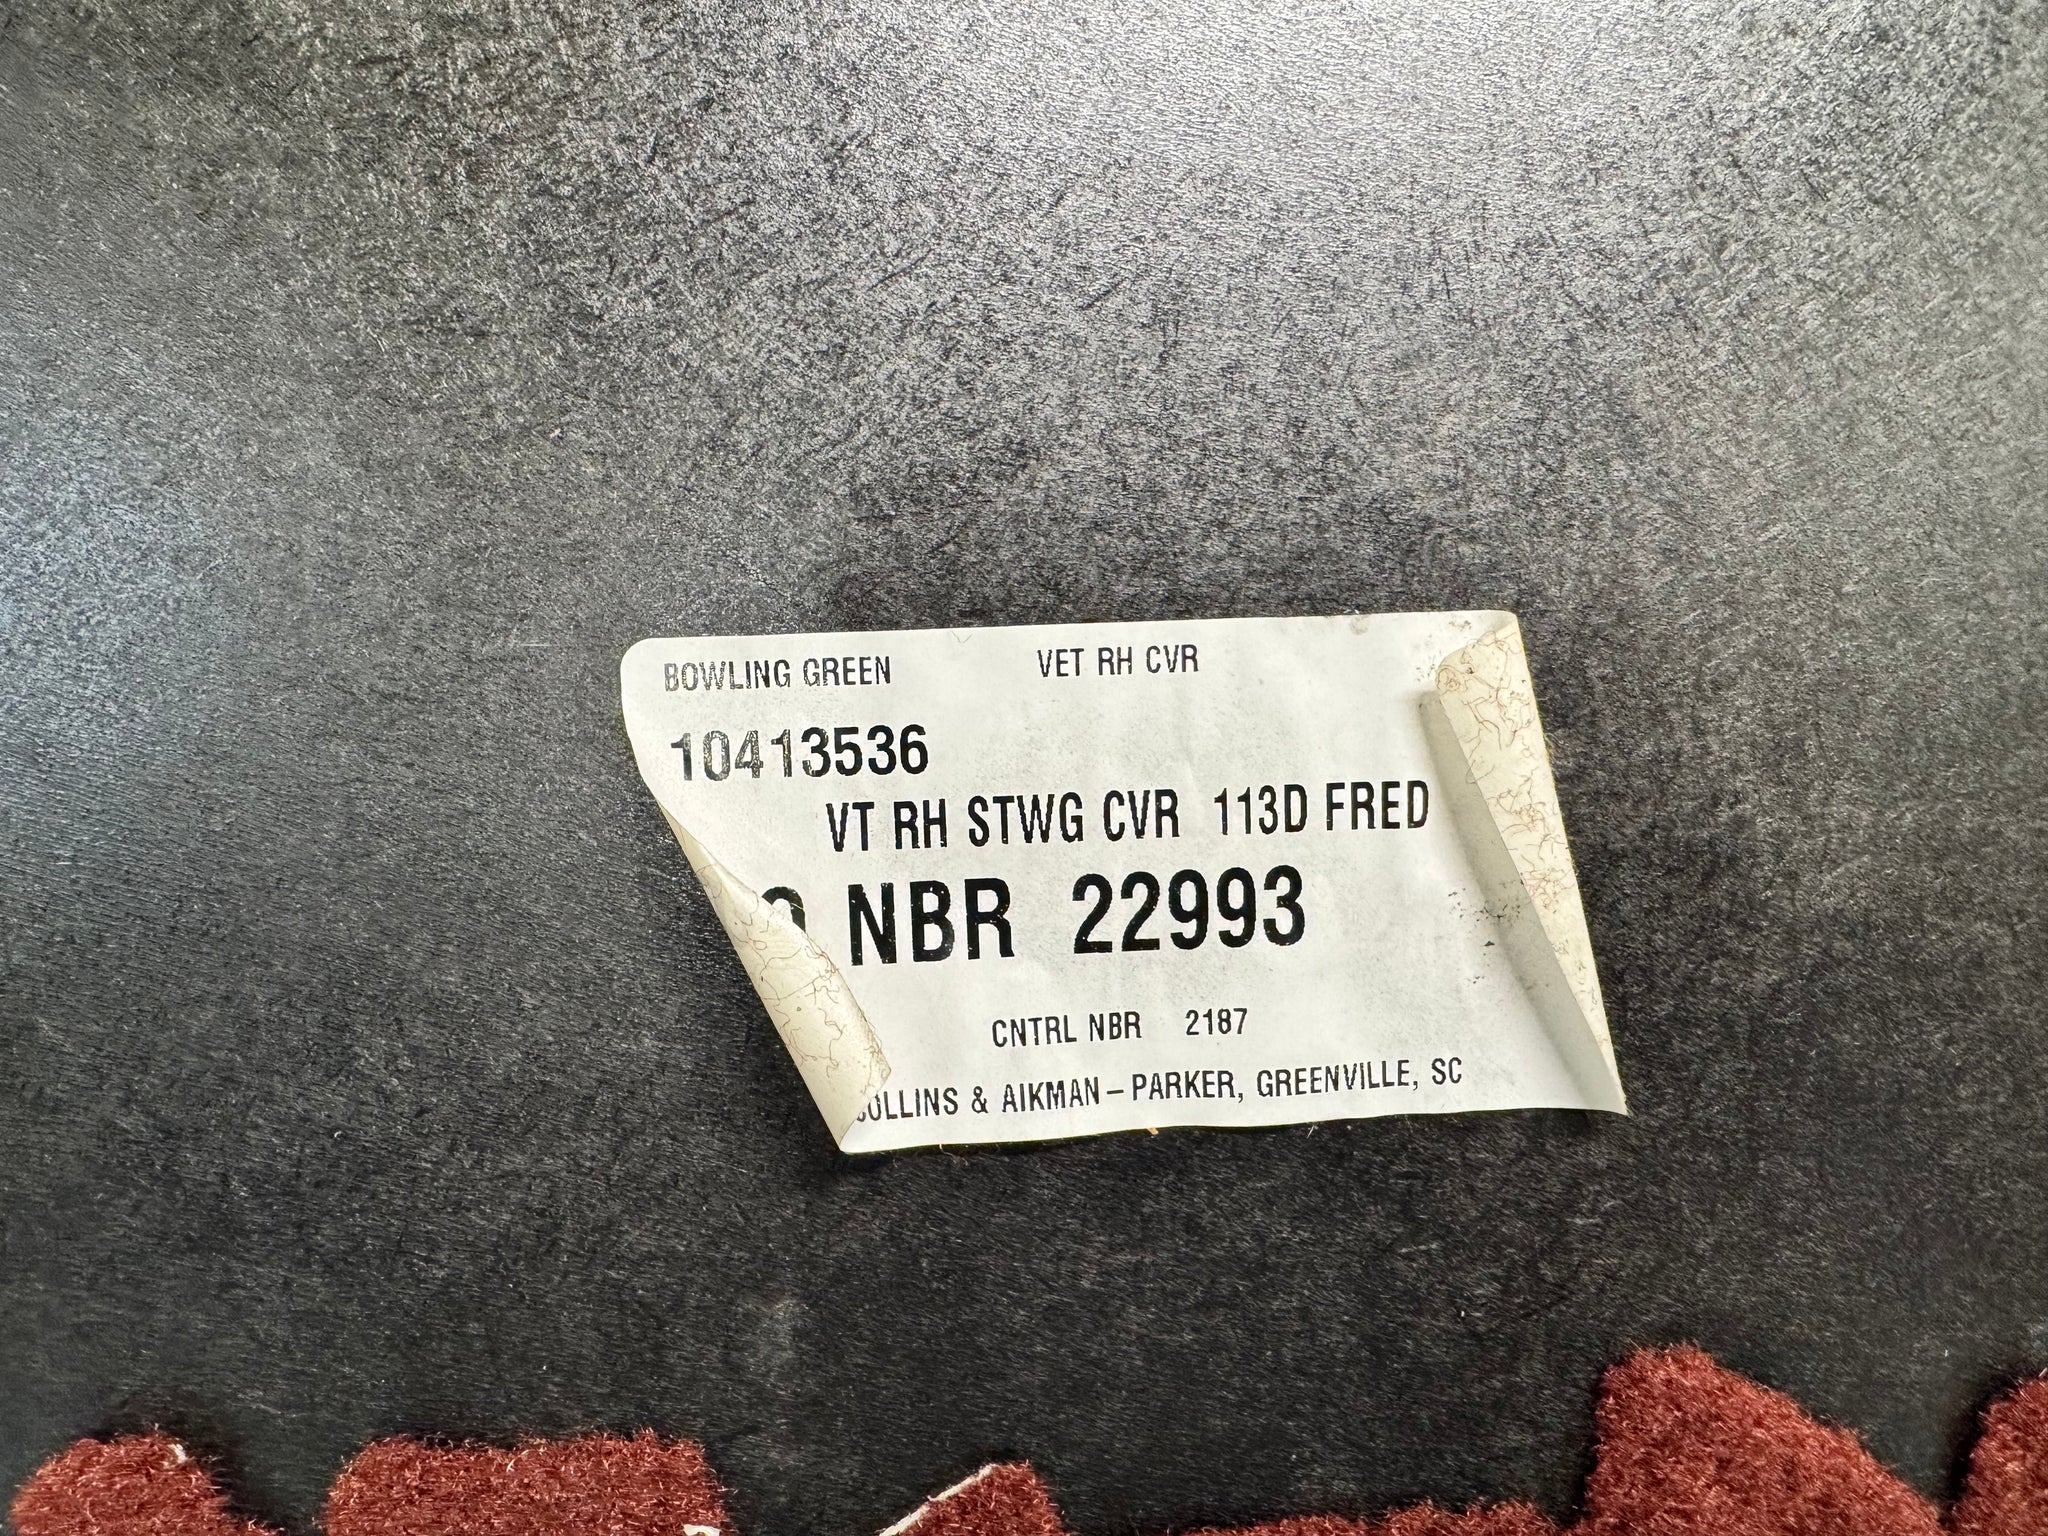 BOWLING GREEN VET RH CVR
10413536
VT RH STWG CVR 113D FRED
NBR 22993
CNTRL NBR 2187
COLLINS & AIKMAN – PARKER, GREENVILLE, SC